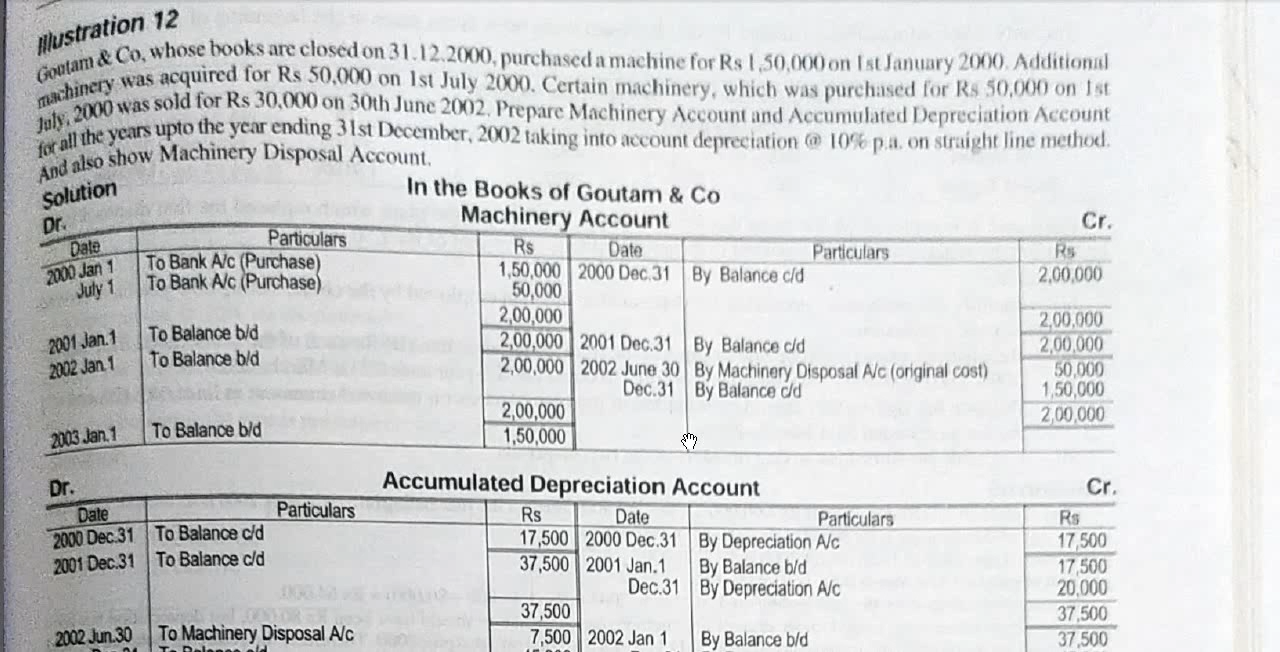 Illustration 12
Goutam & Co, whose books are closed on 31.12.2000, purchased a machine for Rs 1,50,000 on 1st January 2000. Additional
machinery was acquired for Rs 50,000 on 1st July 2000. Certain machinery, which was purchased for Rs 50,000 on 1st
July, 2000 was sold for Rs 30,000 on 30th June 2002. Prepare Machinery Account and Accumulated Depreciation Account
for all the years upto the year ending 31st December, 2002 taking into account depreciation @ 10% p.a. on straight line method.
And also show Machinery Disposal Account.
Solution
In the Books of Goutam & Co
Dr. Machinery Account Cr.
Date Particulars Rs Date Particulars Rs
2000 Jan 1 To Bank A/c (Purchase) 1,50,000 2000 Dec.31 By Balance c/d 2,00,000
July 1 To Bank A/c (Purchase) 50,000
2,00,000 2,00,000
2001 Jan.1 To Balance b/d 2,00,000 2001 Dec.31 By Balance c/d 2,00,000
2002 Jan.1 To Balance b/d 2,00,000 2002 June 30 By Machinery Disposal A/c (original cost) 50,000
Dec.31 By Balance c/d 1,50,000
2,00,000 2,00,000
2003 Jan.1 To Balance b/d 1,50,000
Dr. Accumulated Depreciation Account Cr.
Date Particulars Rs Date Particulars Rs
2000 Dec.31 To Balance c/d 17,500 2000 Dec.31 By Depreciation A/c 17,500
2001 Dec.31 To Balance c/d 37,500 2001 Jan.1 By Balance b/d 17,500
Dec.31 By Depreciation A/c 20,000
37,500 37,500
2002 Jun.30 To Machinery Disposal A/c 7,500 2002 Jan 1 By Balance b/d 37,500